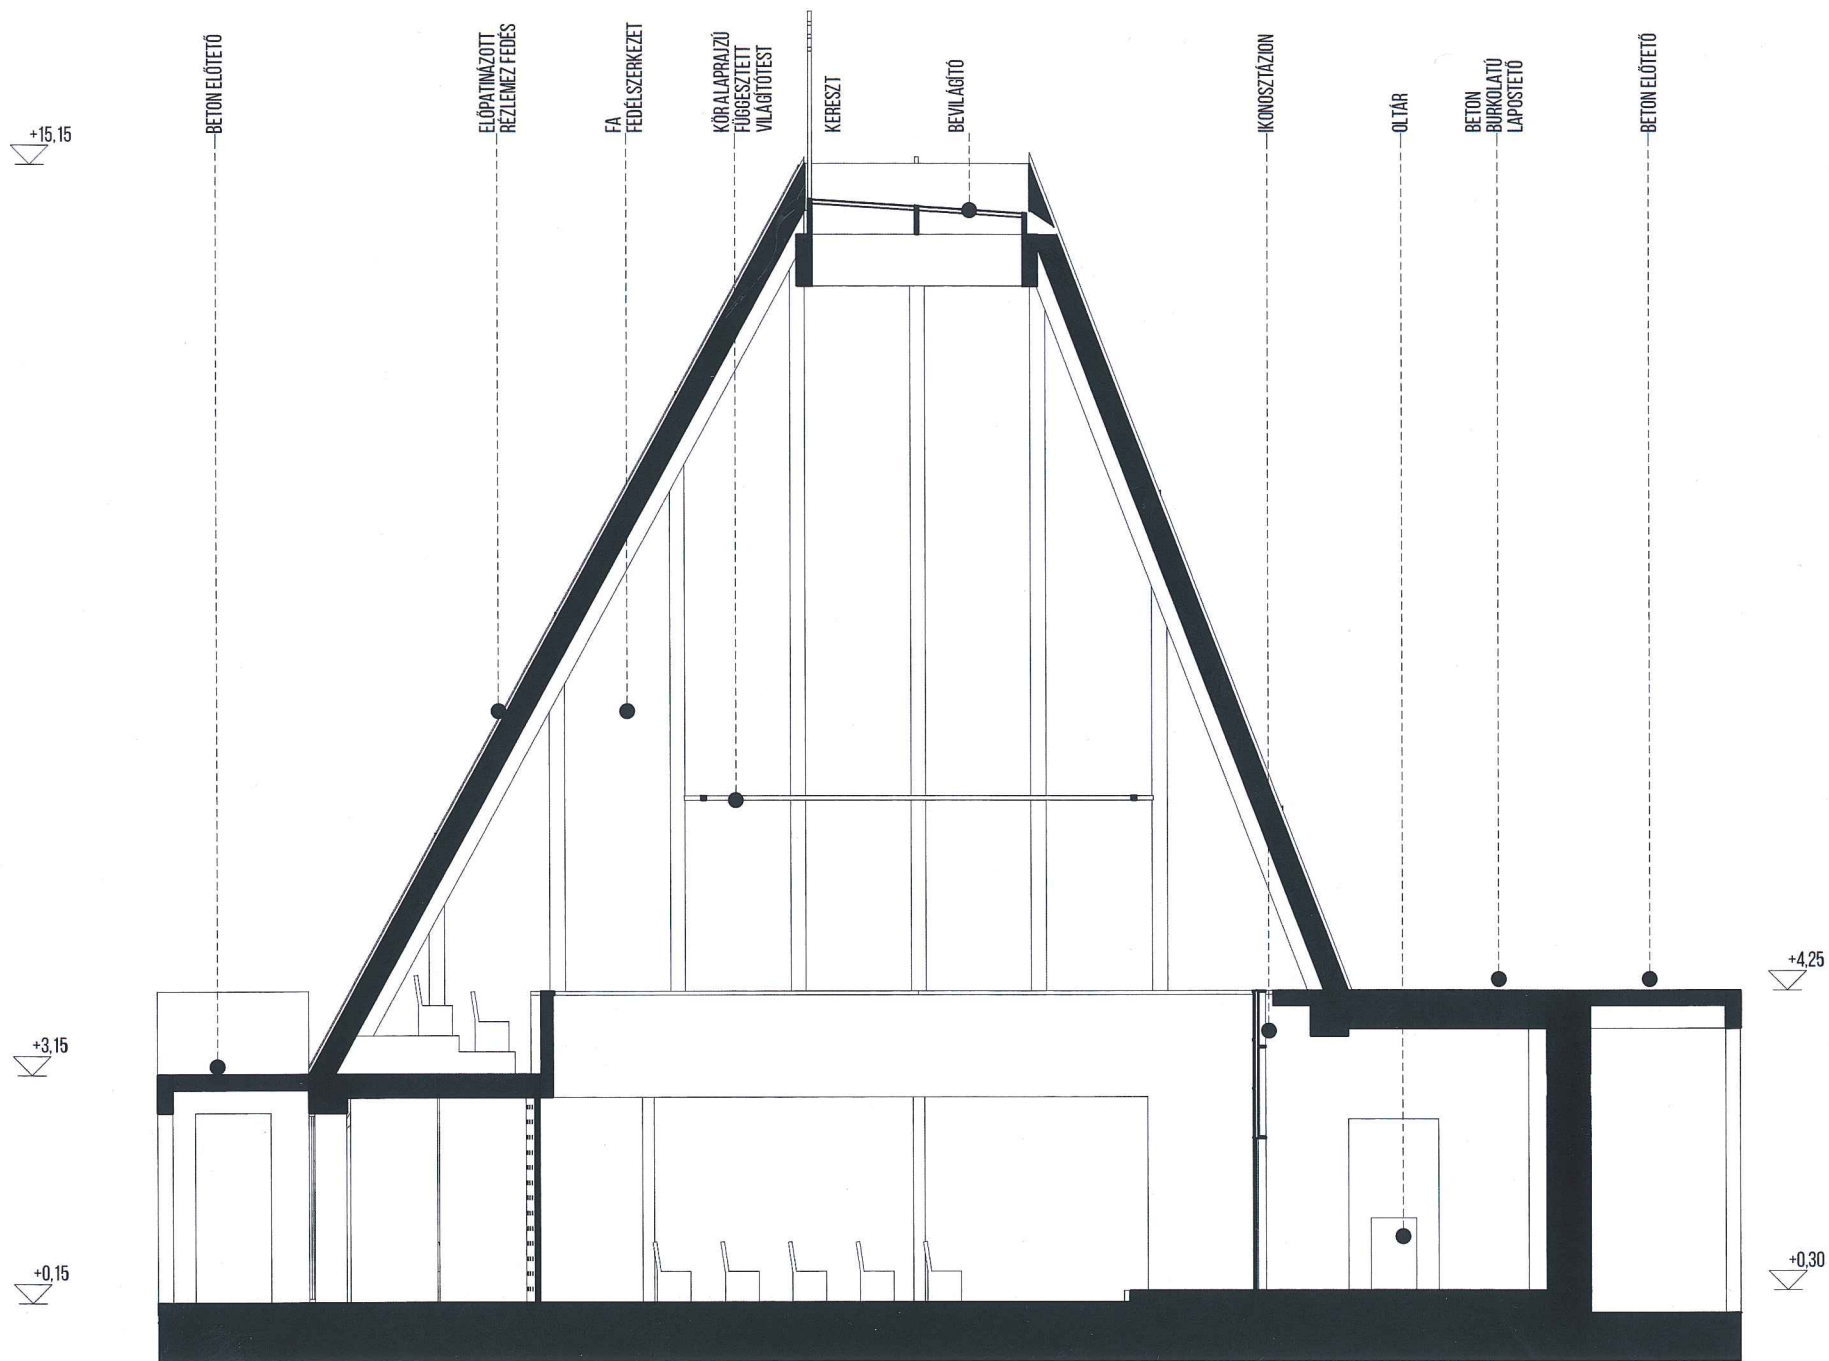 BETON ELŐTETŐ
ELŐPATINÁZOTT
RÉZLEMEZ FEDÉS
FA
FEDÉLSZERKEZET
KÖR ALAPRAJZÚ
FÜGGESZTETT
VILÁGÍTÓTEST
KERESZT
BEVILÁGÍTÓ
IKONOSZTÁZION
OLTÁR
BETON
BURKOLATÚ
LAPOSTETŐ
BETON ELŐTETŐ
+15,15
+4,25
+3,15
+0,15
+0,30